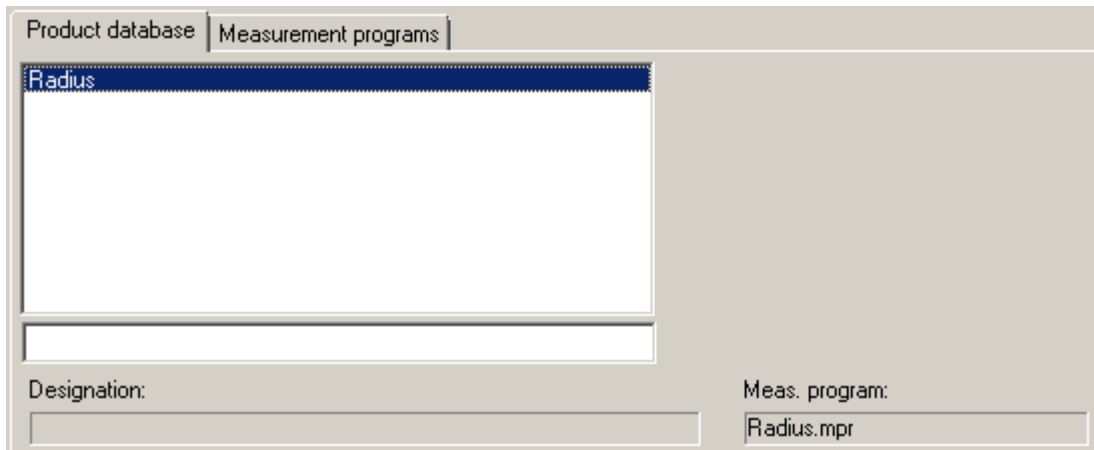 Product database
Measurement programs
Radius
Designation:
Meas. program:
Radius.mpr